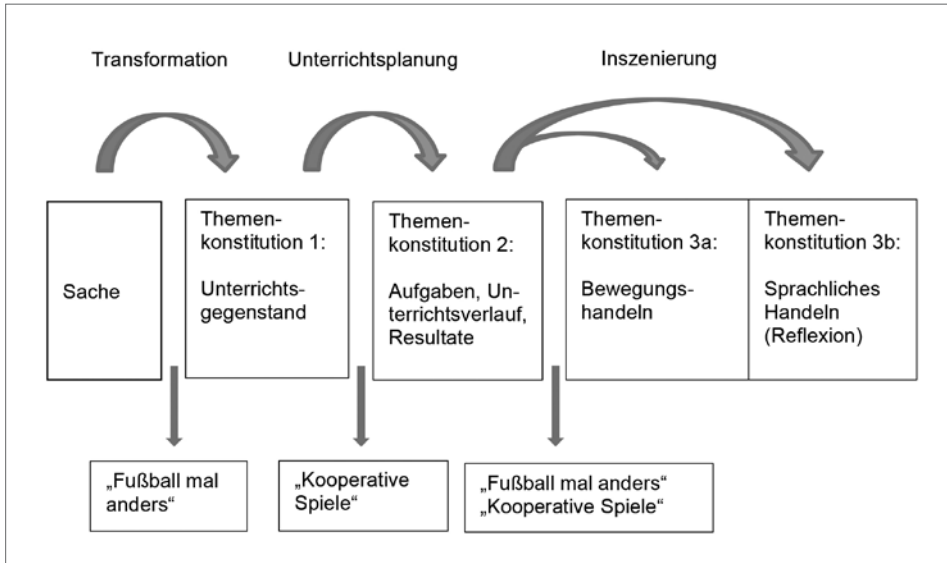 Transformation
Unterrichtsplanung
Inszenierung
Sache
Themen-
konstitution 1:
Unterrichts-
gegenstand
Themen-
konstitution 2:
Aufgaben, Un-
terrichtsverlauf,
Resultate
Themen-
konstitution 3a:
Bewegungs-
handeln
Themen-
konstitution 3b:
Sprachliches
Handeln
(Reflexion)
„Fußball mal
anders“
„Kooperative
Spiele“
„Fußball mal anders“
„Kooperative Spiele“